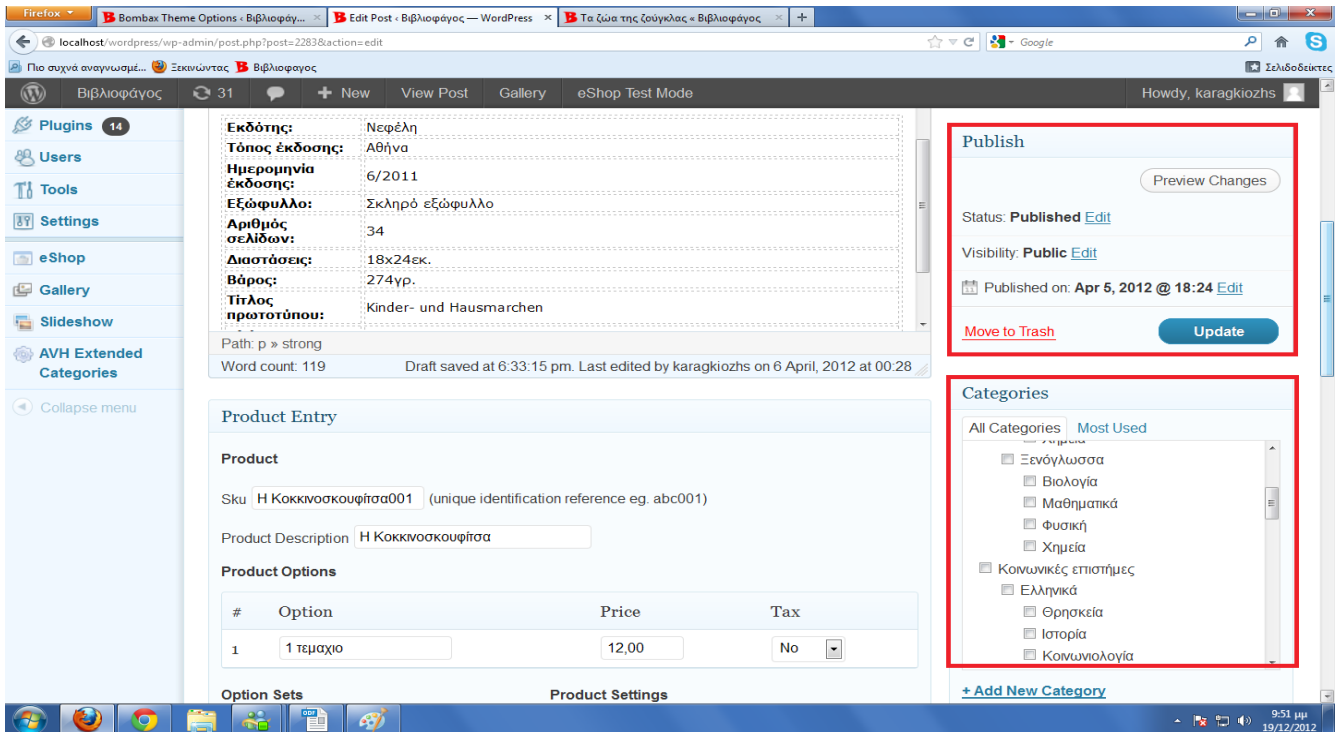 Firefox
Bombax Theme Options ‹ Βιβλιοφάγ...
Edit Post ‹ Βιβλιοφάγος — WordPress
Τα ζώα της ζούγκλας « Βιβλιοφάγος
localhost/wordpress/wp-admin/post.php?post=2283&action=edit
Google
Πιο συχνά αναγνωσμέ...
Ξεκινώντας
Βιβλιοφαγος
Σελιδοδείκτες
Βιβλιοφάγος
31
New
View Post
Gallery
eShop Test Mode
Howdy, karagkiozhs
Plugins 14
Users
Tools
Settings
eShop
Gallery
Slideshow
AVH Extended
Categories
Collapse menu
Εκδότης: Νεφέλη
Τόπος έκδοσης: Αθήνα
Ημερομηνία
έκδοσης: 6/2011
Εξώφυλλο: Σκληρό εξώφυλλο
Αριθμός
σελίδων: 34
Διαστάσεις: 18x24εκ.
Βάρος: 274γρ.
Τίτλος
πρωτοτύπου: Kinder- und Hausmarchen
Path: p » strong
Word count: 119
Draft saved at 6:33:15 pm. Last edited by karagkiozhs on 6 April, 2012 at 00:28
Product Entry
Product
Sku Η Κοκκινοσκουφίτσα001 (unique identification reference eg. abc001)
Product Description Η Κοκκινοσκουφίτσα
Product Options
# Option Price Tax
1 1 τεμαχιο 12,00 No
Option Sets
Product Settings
Publish
Preview Changes
Status: Published Edit
Visibility: Public Edit
Published on: Apr 5, 2012 @ 18:24 Edit
Move to Trash
Update
Categories
All Categories Most Used
Χημεία
Ξενόγλωσσα
Βιολογία
Μαθηματικά
Φυσική
Χημεία
Κοινωνικές επιστήμες
Ελληνικά
Θρησκεία
Ιστορία
Κοινωνιολογία
+ Add New Category
9:51 μμ
19/12/2012